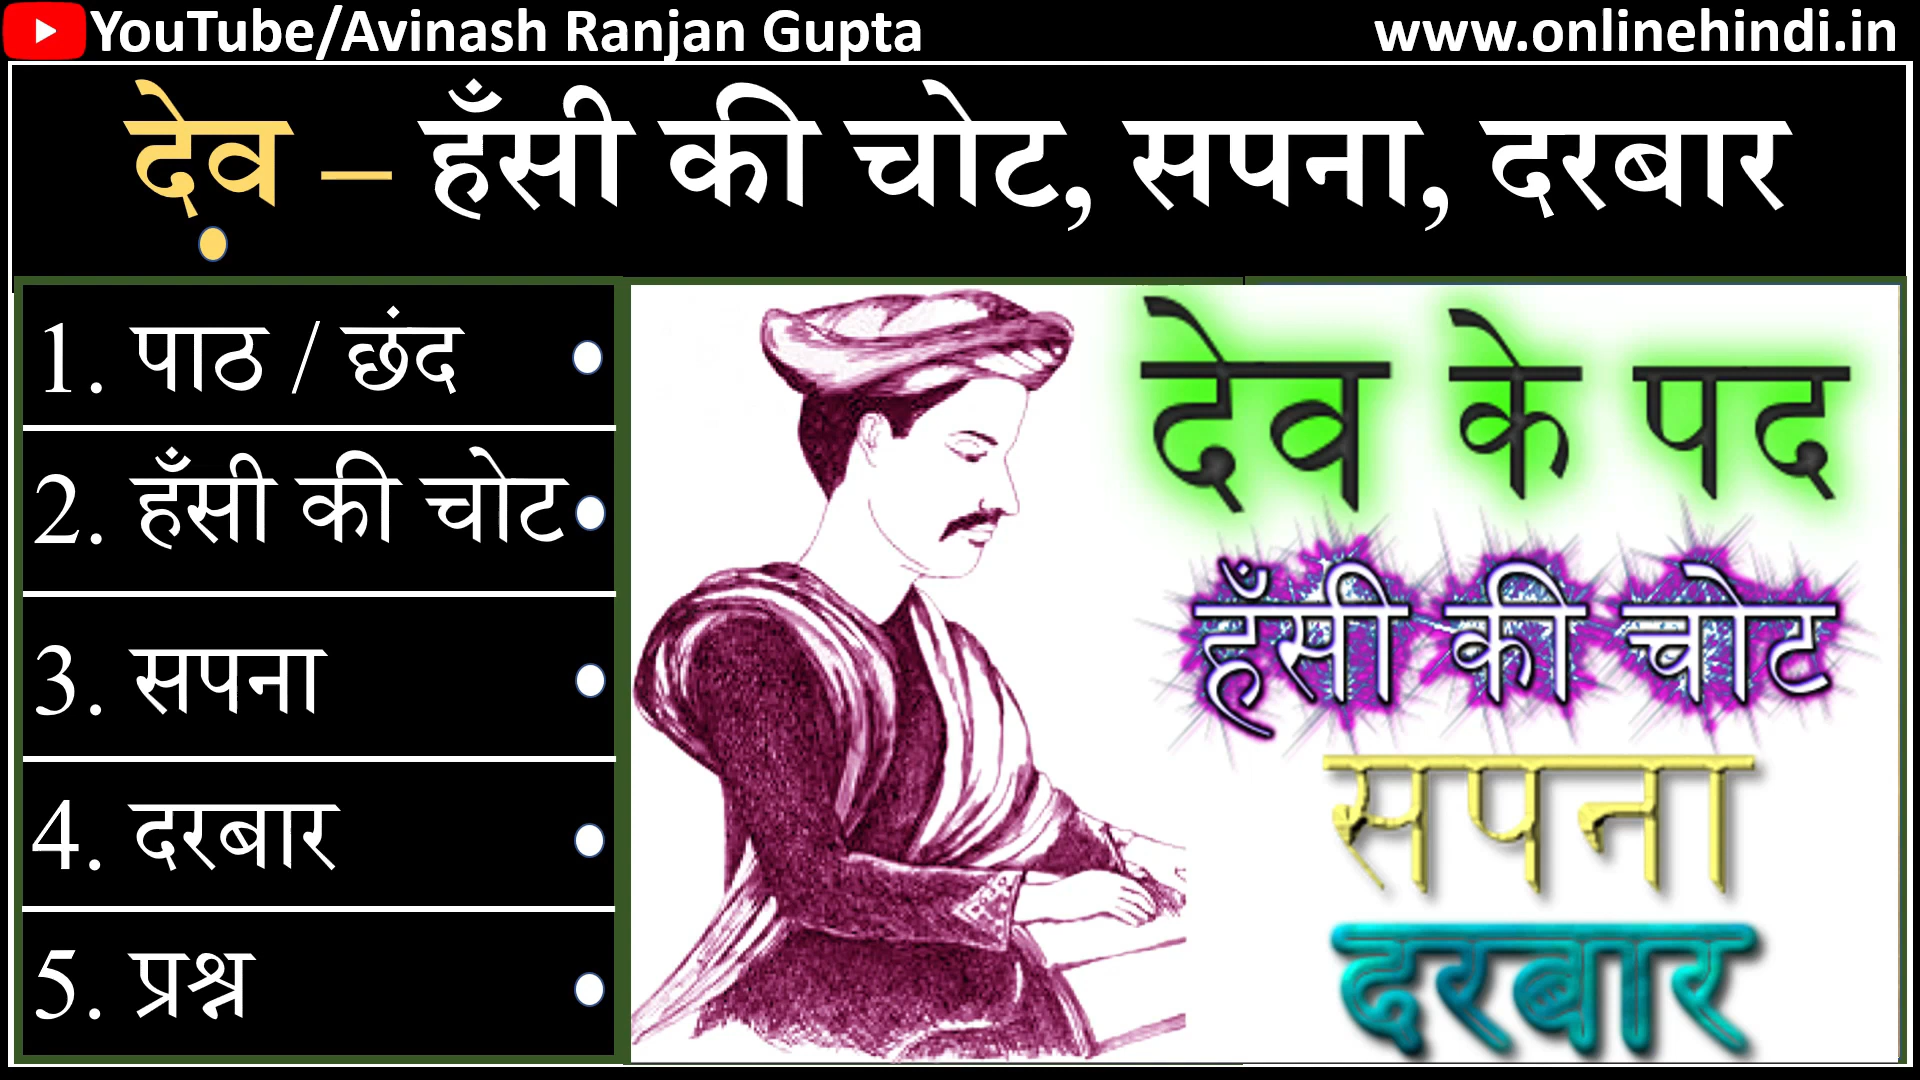 YouTube/Avinash Ranjan Gupta
www.onlinehindi.in
देव – हँसी की चोट, सपना, दरबार
1. पाठ / छंद
2. हँसी की चोट
3. सपना
4. दरबार
5. प्रश्न
देव के पद
हँसी की चोट
सपना
दरबार